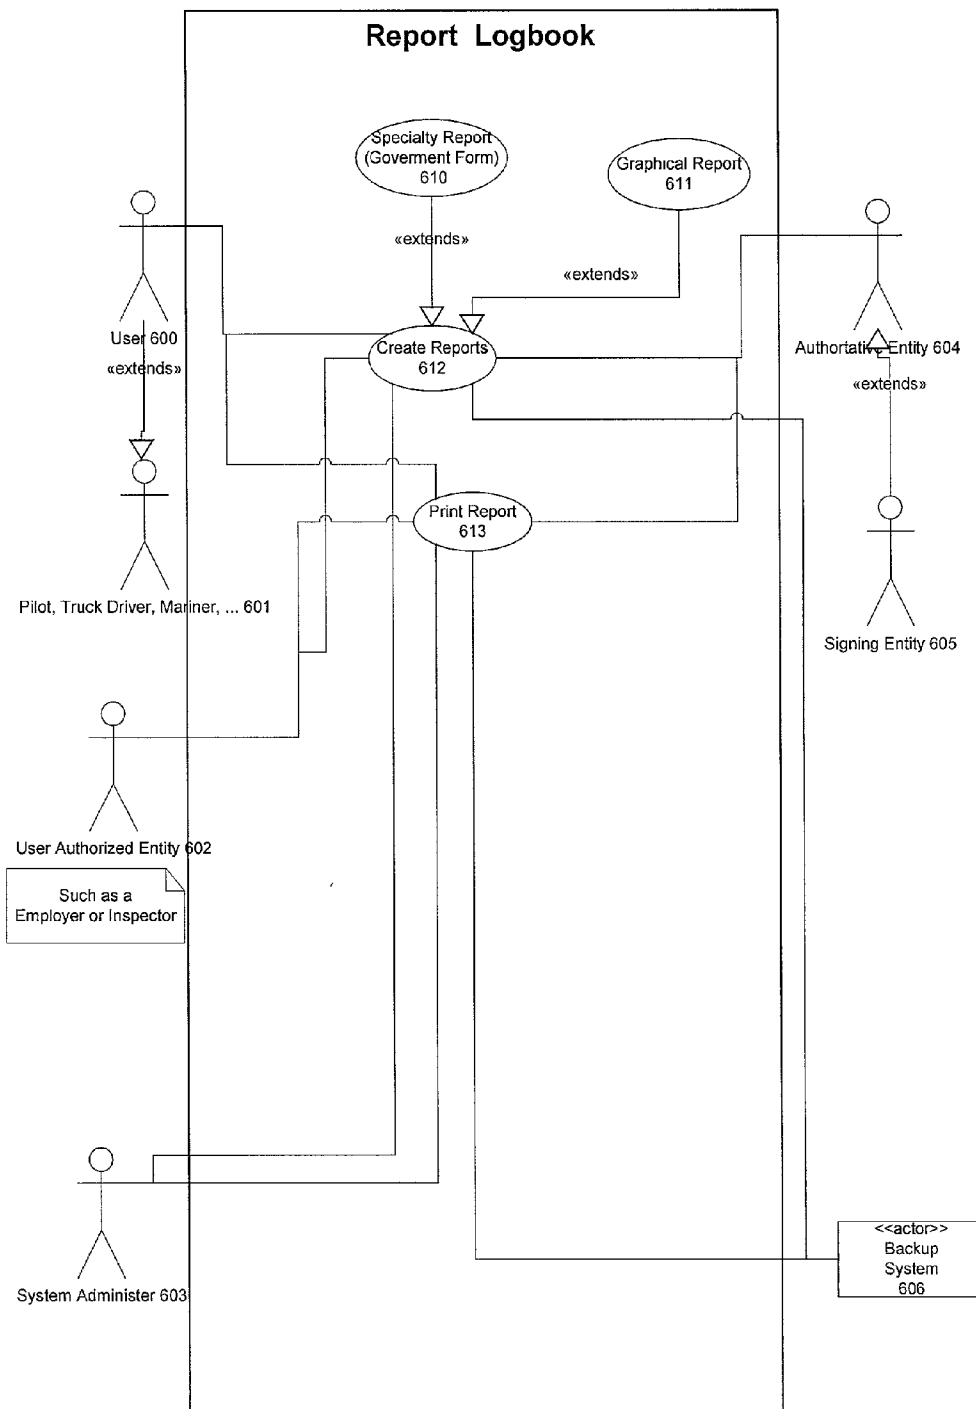 Report Logbook
Specialty Report
(Goverment Form)
610
Graphical Report
611
«extends»
«extends»
User 600
«extends»
Create Reports
612
Authortative Entity 604
«extends»
Print Report
613
Pilot, Truck Driver, Mariner, ... 601
Signing Entity 605
User Authorized Entity 602
Such as a
Employer or Inspector
System Administer 603
<<actor>>
Backup
System
606